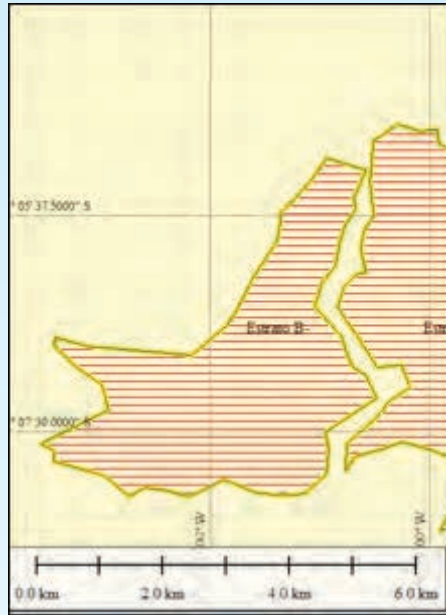 ° 05' 37.5000" S
Estrato B-
° 07' 30.0000" S
00" W
0.0 km 2.0 km 4.0 km 6.0 km